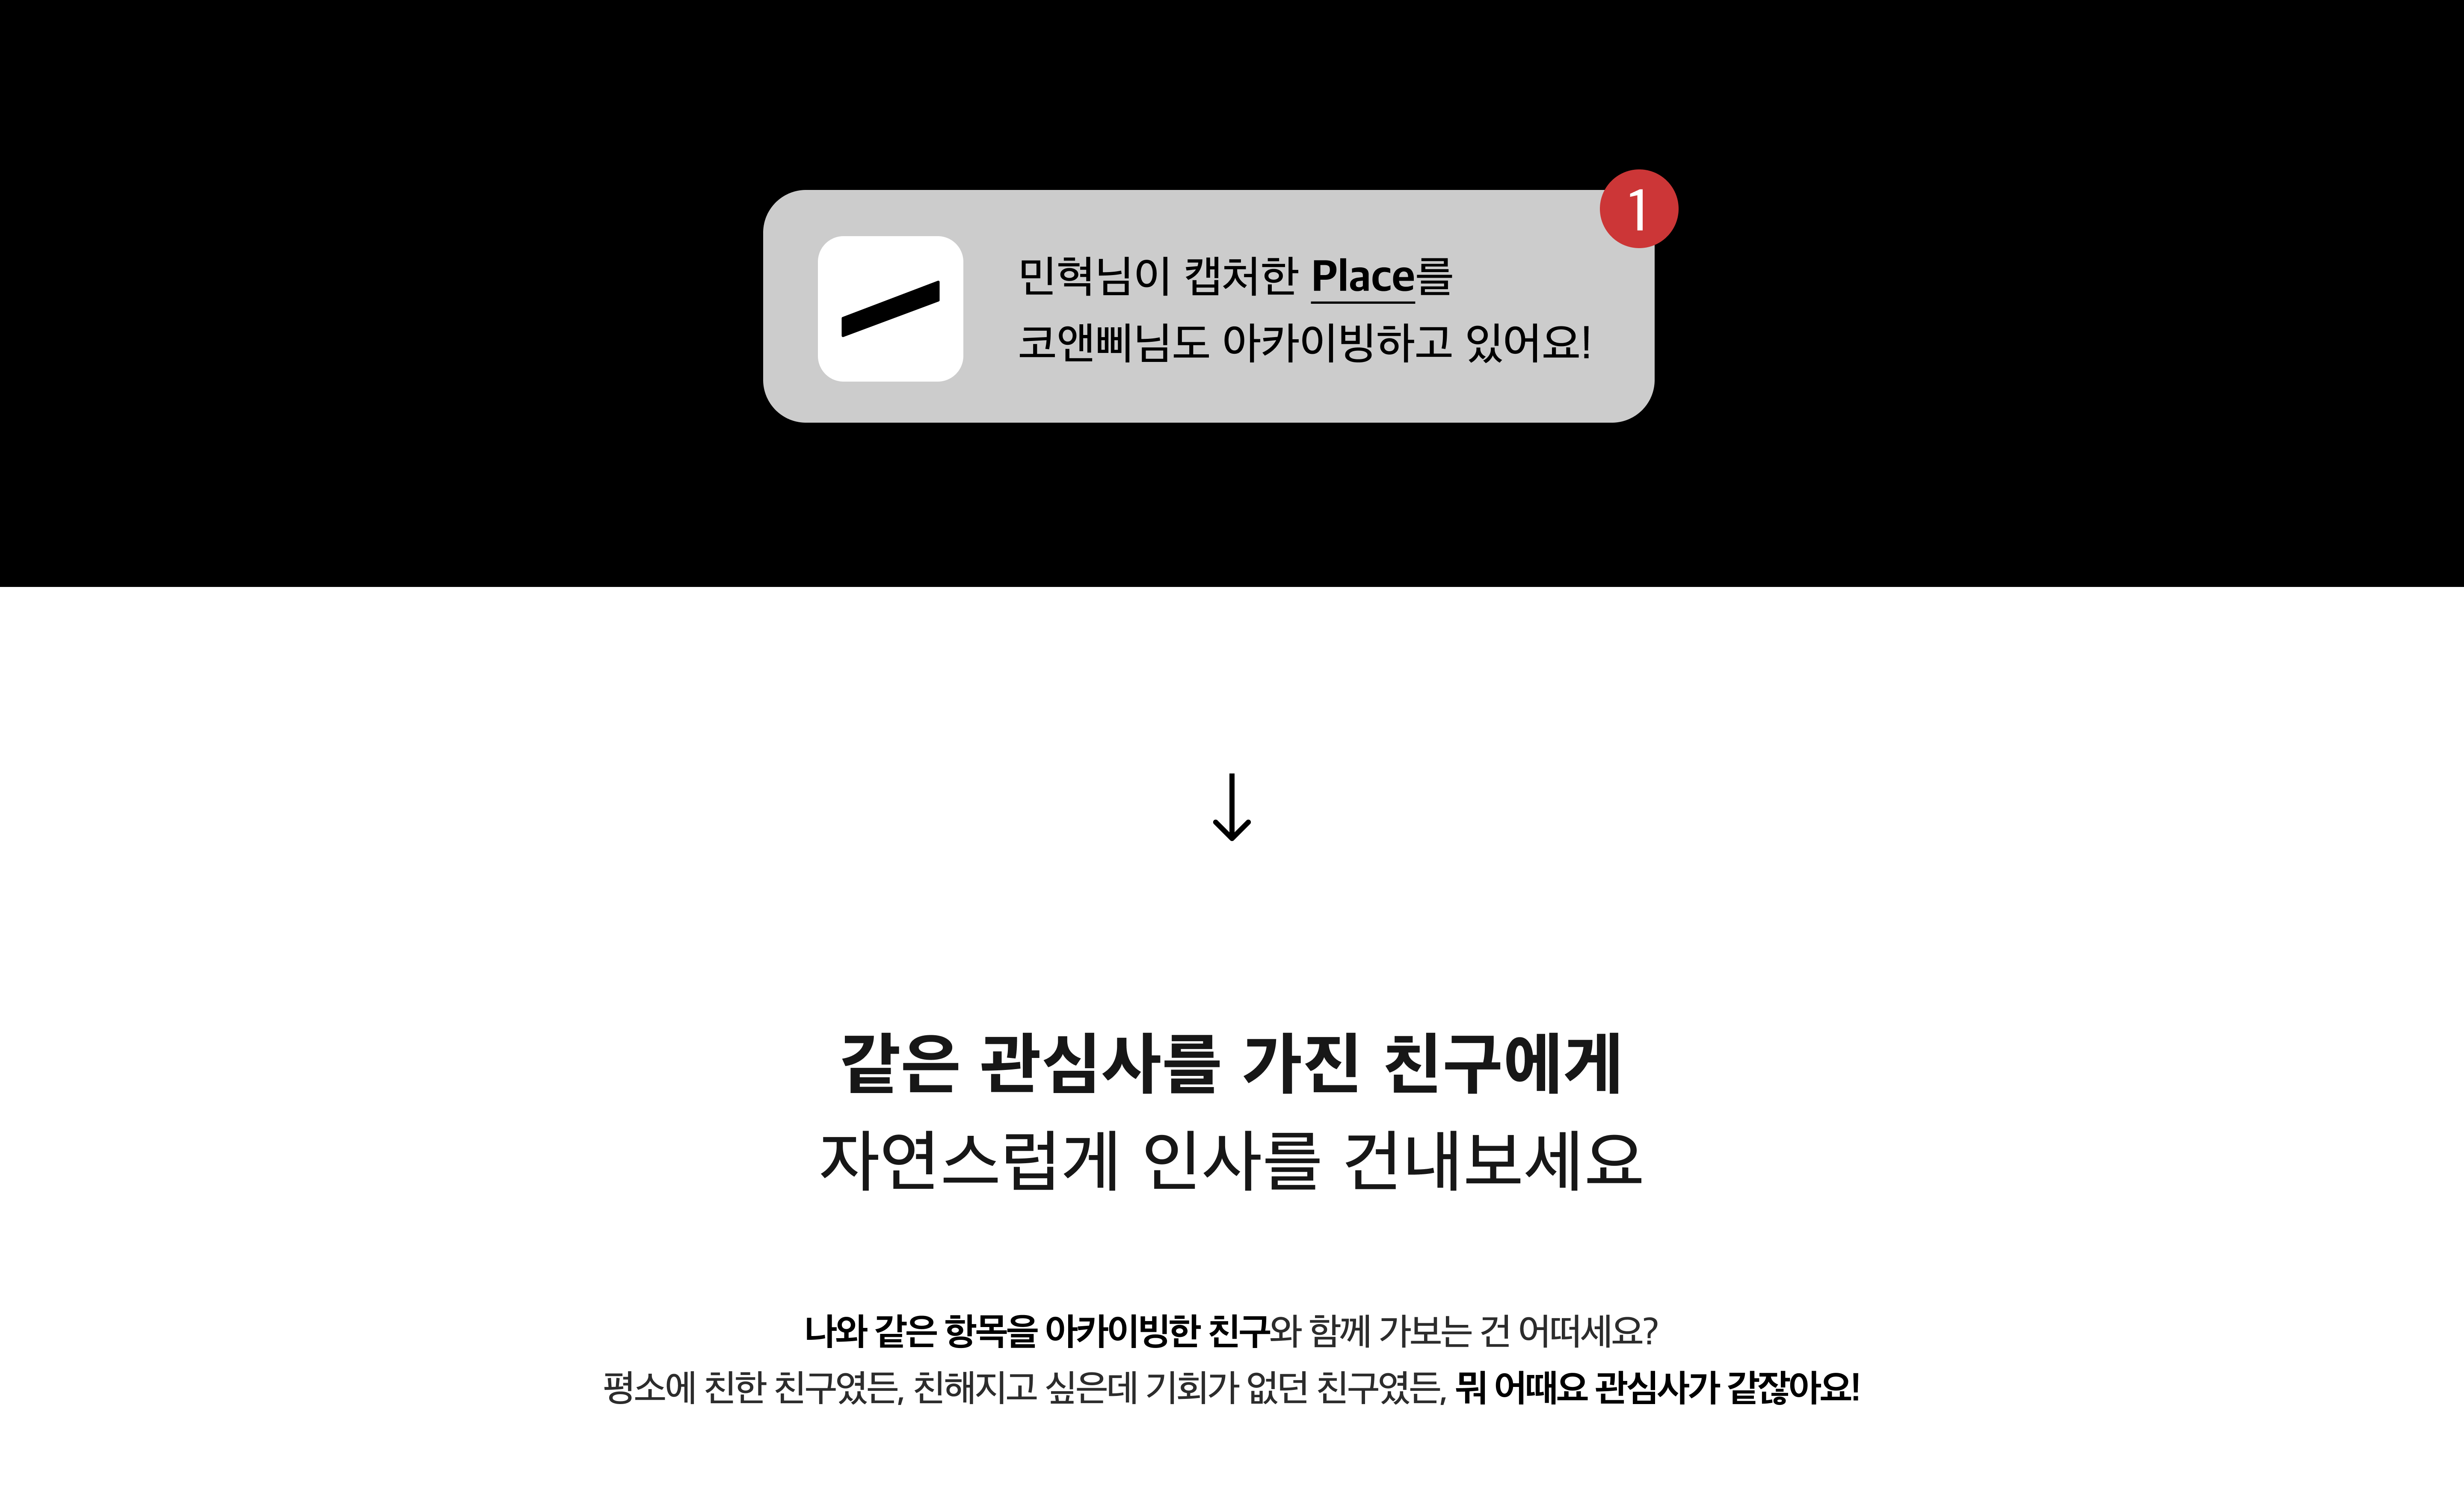 1
민혁님이 캡처한 Place를
코앤삐님도 아카이빙하고 있어요!
같은 관심사를 가진 친구에게
자연스럽게 인사를 건내보세요
나와 같은 항목을 아카이빙한 친구와 함께 가보는 건 어떠세요?
평소에 친한 친구였든, 친해지고 싶은데 기회가 없던 친구였든, 뭐 어때요 관심사가 같잖아요!